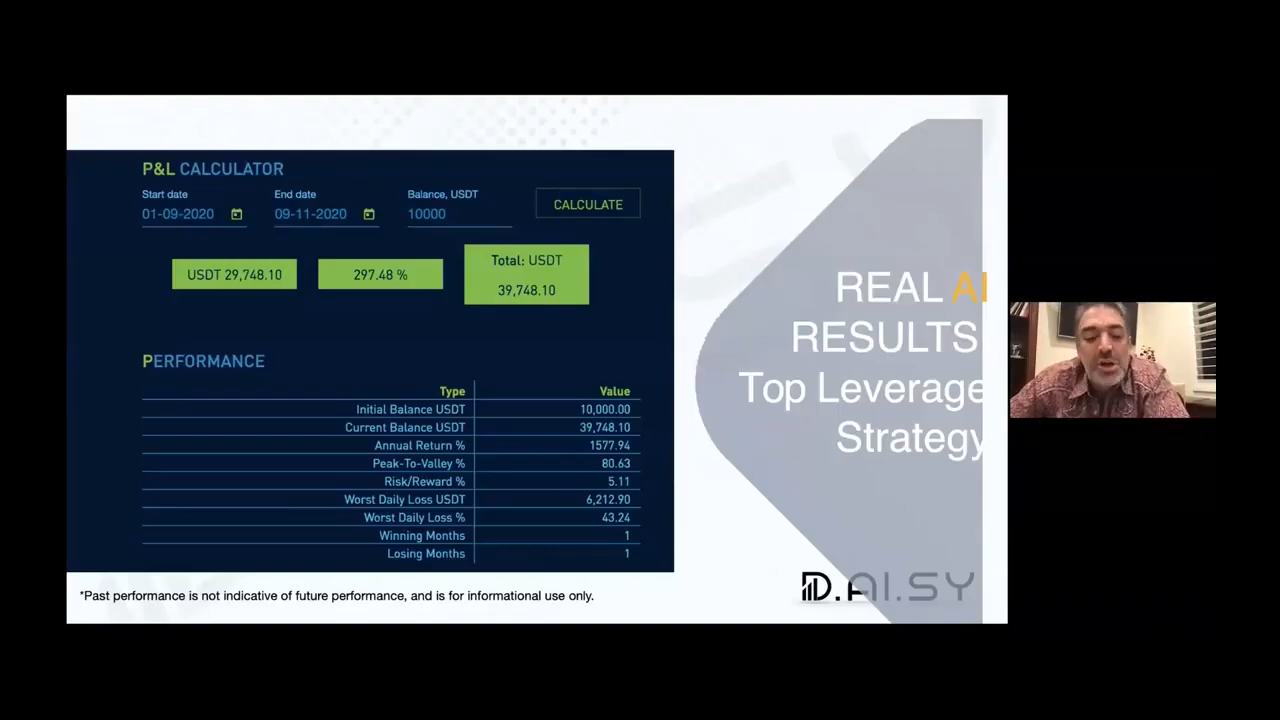 P&L CALCULATOR
Start date End date Balance, USDT
01-09-2020 09-11-2020 10000 CALCULATE
USDT 29,748.10 297.48 % Total: USDT
39,748.10
PERFORMANCE
Type Value
Initial Balance USDT 10,000.00
Current Balance USDT 39,748.10
Annual Return % 1577.94
Peak-To-Valley % 80.63
Risk/Reward % 5.11
Worst Daily Loss USDT 6,212.90
Worst Daily Loss % 43.24
Winning Months 1
Losing Months 1
*Past performance is not indicative of future performance, and is for informational use only.
REAL AI
RESULTS
Top Leverage
Strategy
D.AI.SY